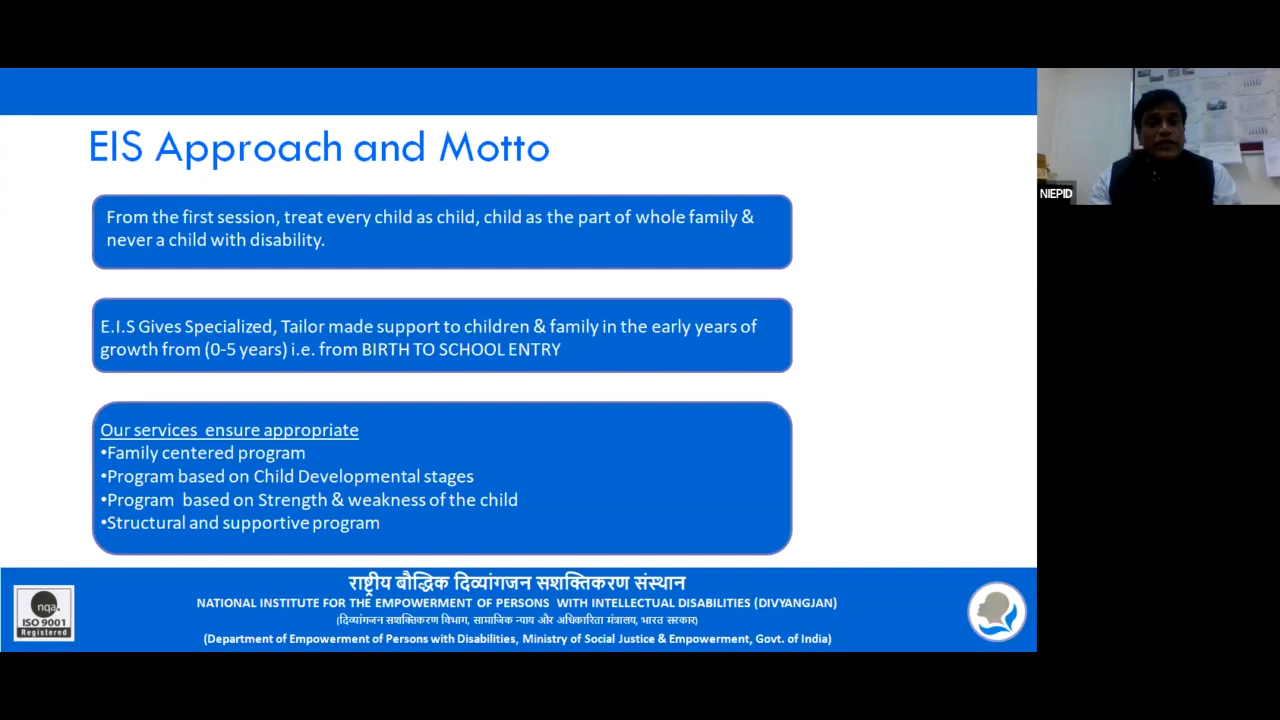 EIS Approach and Motto
From the first session, treat every child as child, child as the part of whole family &
never a child with disability.
E.I.S Gives Specialized, Tailor made support to children & family in the early years of
growth from (0-5 years) i.e. from BIRTH TO SCHOOL ENTRY
Our services ensure appropriate
•Family centered program
•Program based on Child Developmental stages
•Program based on Strength & weakness of the child
•Structural and supportive program
राष्ट्रीय बौद्धिक दिव्यांगजन सशक्तिकरण संस्थान
NATIONAL INSTITUTE FOR THE EMPOWERMENT OF PERSONS WITH INTELLECTUAL DISABILITIES (DIVYANGJAN)
(दिव्यांगजन सशक्तिकरण विभाग, सामाजिक न्याय और अधिकारिता मंत्रालय, भारत सरकार)
(Department of Empowerment of Persons with Disabilities, Ministry of Social Justice & Empowerment, Govt. of India)
nqa.
ISO 9001
Registered
NIEPID